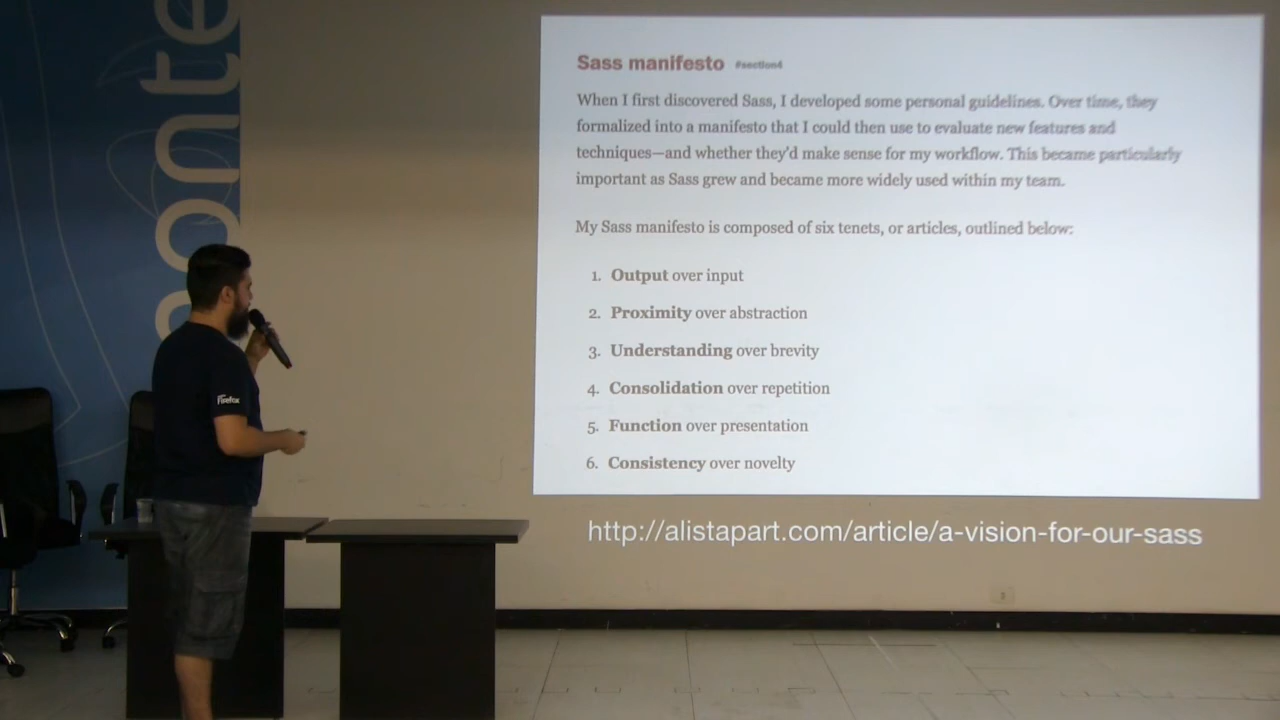 ponte
Firefox
Sass manifesto #section4
When I first discovered Sass, I developed some personal guidelines. Over time, they
formalized into a manifesto that I could then use to evaluate new features and
techniques—and whether they'd make sense for my workflow. This became particularly
important as Sass grew and became more widely used within my team.
My Sass manifesto is composed of six tenets, or articles, outlined below:
1. Output over input
2. Proximity over abstraction
3. Understanding over brevity
4. Consolidation over repetition
5. Function over presentation
6. Consistency over novelty
http://alistapart.com/article/a-vision-for-our-sass